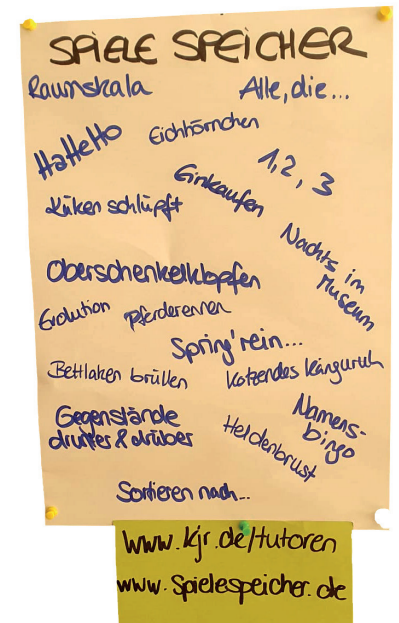 SPIELE SPEICHER
Raumskala
Alle, die...
HaHeHo
Eichhörnchen
1, 2, 3
Einkaufen
Küken schlüpft
Nachts im
Museum
Oberschenkelklopfen
Evolution
Pferderennen
Spring' rein...
Bettlaken brüllen
Kotzendes Känguruh
Gegenstände
drunter & drüber
Namens-
bingo
Heldenbrust
Sortieren nach...
www.kjr.de/tutoren
www.Spielespeicher.de